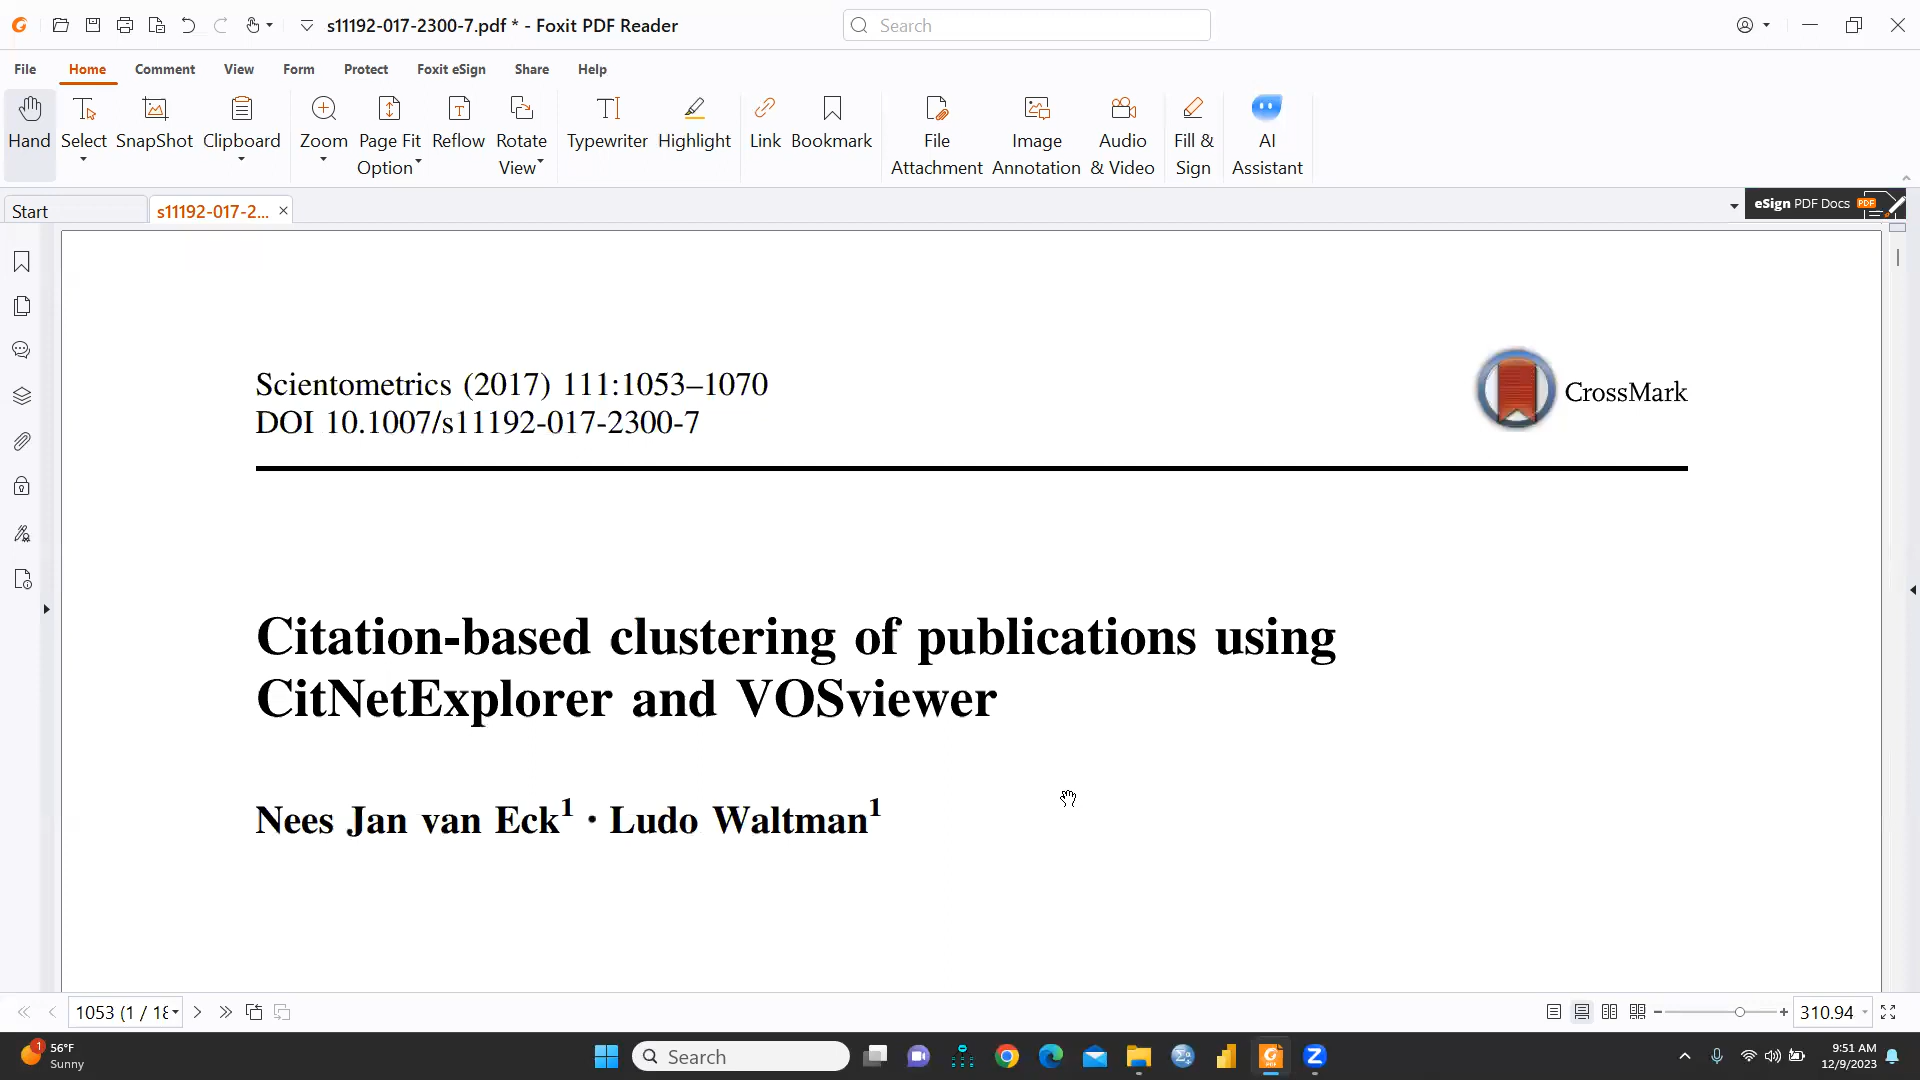 s11192-017-2300-7.pdf * - Foxit PDF Reader
Search
File Home Comment View Form Protect Foxit eSign Share Help
Hand Select SnapShot Clipboard Zoom Page Fit Option Reflow Rotate View Typewriter Highlight Link Bookmark File Attachment Image Annotation Audio & Video Fill & Sign AI Assistant
Start s11192-017-2... eSign PDF Docs PDF
Scientometrics (2017) 111:1053–1070
DOI 10.1007/s11192-017-2300-7
CrossMark
Citation-based clustering of publications using
CitNetExplorer and VOSviewer
Nees Jan van Eck1 · Ludo Waltman1
1053 (1 / 18 310.94
1 56°F
Sunny
Search
9:51 AM
12/9/2023